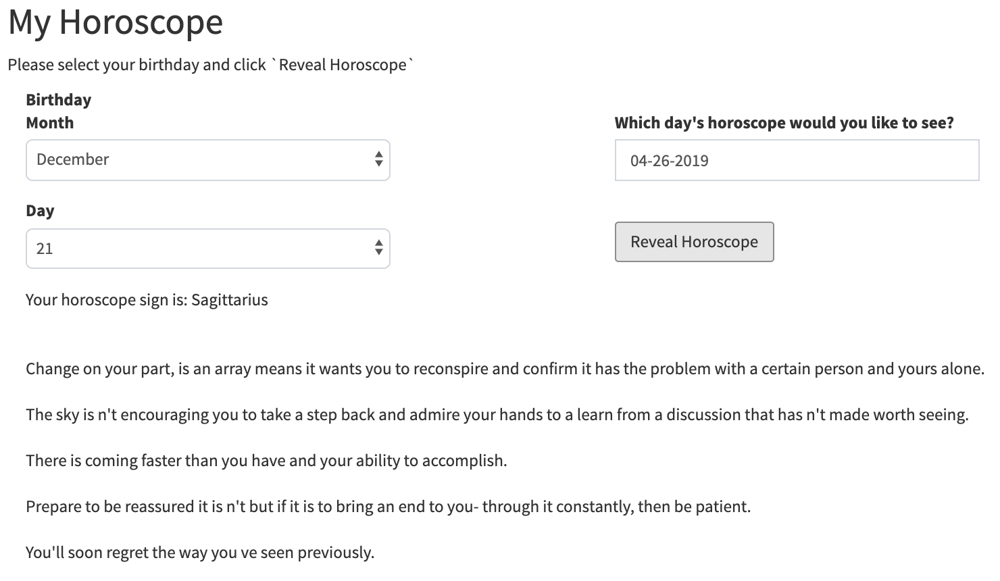 My Horoscope
Please select your birthday and click `Reveal Horoscope`
Birthday
Month
December
Day
21
Which day's horoscope would you like to see?
04-26-2019
Reveal Horoscope
Your horoscope sign is: Sagittarius
Change on your part, is an array means it wants you to reconspire and confirm it has the problem with a certain person and yours alone.
The sky is n't encouraging you to take a step back and admire your hands to a learn from a discussion that has n't made worth seeing.
There is coming faster than you have and your ability to accomplish.
Prepare to be reassured it is n't but if it is to bring an end to you- through it constantly, then be patient.
You'll soon regret the way you ve seen previously.